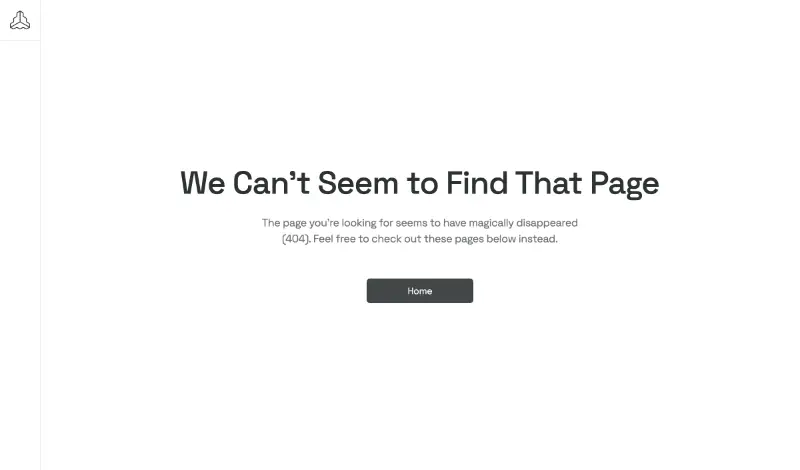 We Can’t Seem to Find That Page
The page you’re looking for seems to have magically disappeared
(404). Feel free to check out these pages below instead.
Home